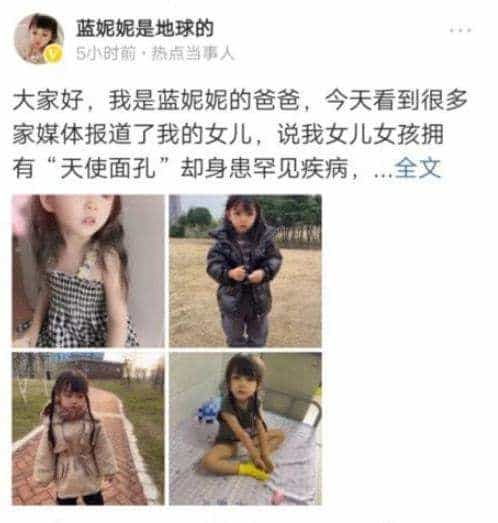 蓝妮妮是地球的
5小时前·热点当事人
大家好，我是蓝妮妮的爸爸，今天看到很多
家媒体报道了我的女儿，说我女儿女孩拥
有“天使面孔”却身患罕见疾病，...全文